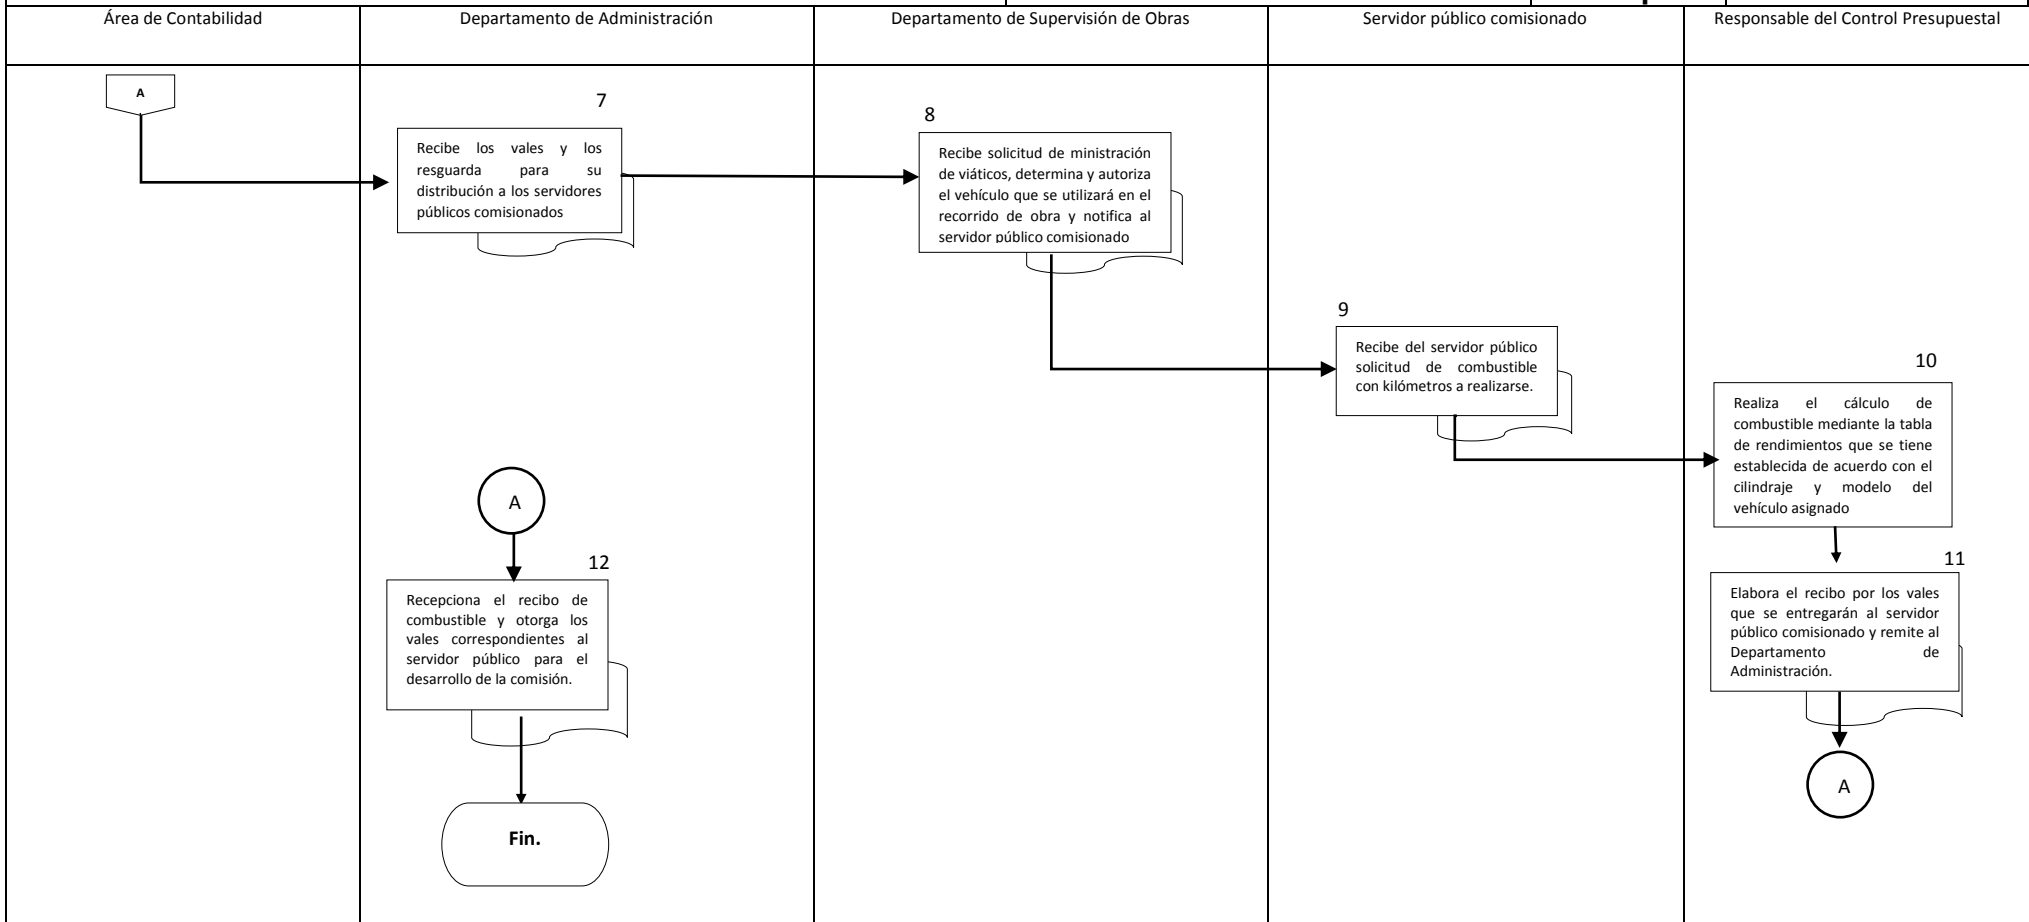 Área de Contabilidad
Departamento de Administración
Departamento de Supervisión de Obras
Servidor público comisionado
Responsable del Control Presupuestal
A
7
Recibe los vales y los
resguarda para su
distribución a los servidores
públicos comisionados
8
Recibe solicitud de ministración
de viáticos, determina y autoriza
el vehículo que se utilizará en el
recorrido de obra y notifica al
servidor público comisionado
9
Recibe del servidor público
solicitud de combustible
con kilómetros a realizarse.
10
Realiza el cálculo de
combustible mediante la tabla
de rendimientos que se tiene
establecida de acuerdo con el
cilindraje y modelo del
vehículo asignado
11
Elabora el recibo por los vales
que se entregarán al servidor
público comisionado y remite al
Departamento de
Administración.
A
A
12
Recepciona el recibo de
combustible y otorga los
vales correspondientes al
servidor público para el
desarrollo de la comisión.
Fin.